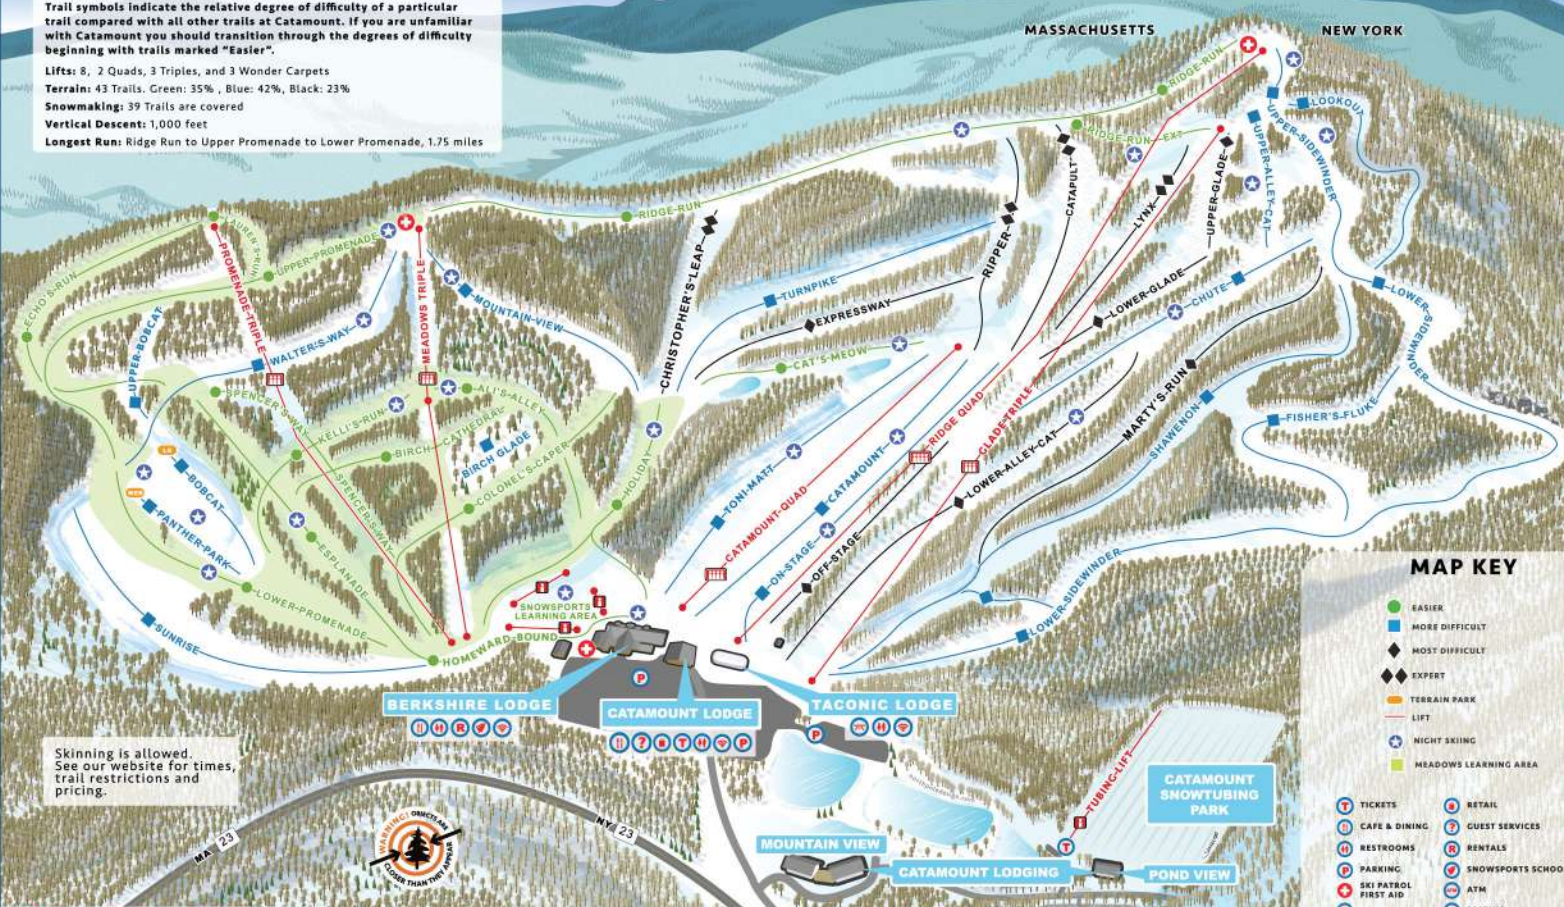 Trail symbols indicate the relative degree of difficulty of a particular
trail compared with all other trails at Catamount. If you are unfamiliar
with Catamount you should transition through the degrees of difficulty
beginning with trails marked “Easier”.
Lifts: 8, 2 Quads, 3 Triples, and 3 Wonder Carpets
Terrain: 43 Trails. Green: 35% , Blue: 42%, Black: 23%
Snowmaking: 39 Trails are covered
Vertical Descent: 1,000 feet
Longest Run: Ridge Run to Upper Promenade to Lower Promenade, 1.75 miles
MASSACHUSETTS
NEW YORK
RIDGE-RUN
LOOKOUT
UPPER-SIDEWINDER
RIDGE-RUN-EXT
UPPER-ALLEY-CAT
CATAPULT
LYNX
UPPER-GLADE
RIDGE-RUN
RIPPER
CHRISTOPHER'S-LEAP
UPPER-PROMENADE
ECHO'S-RUN
PROMENADE-TRIPLE
MEADOWS TRIPLE
MOUNTAIN-VIEW
TURNPIKE
EXPRESSWAY
LOWER-GLADE
CHUTE
LOWER-SIDEWINDER
UPPER-BOBCAT
WALTER'S-WAY
CAT'S-MEOW
SPENCER'S-WAY
KELLI'S-RUN
ALI'S-ALLEY
BIRCH-CATHEDRAL
BIRCH GLADE
COLONEL'S-CAPER
HOLIDAY
TONI-MATT
CATAMOUNT
RIDGE QUAD
GLADE-TRIPLE
LOWER-ALLEY-CAT
MARTY'S-RUN
SHAWENON
FISHER'S-FLUKE
LG
BOBCAT
MED
PANTHER-PARK
SPENCER'S-WAY
ESPLANADE
LOWER-PROMENADE
SUNRISE
CATAMOUNT-QUAD
ON-STAGE
OFF-STAGE
LOWER-SIDEWINDER
SNOWSPORTS
LEARNING AREA
HOMEWARD-BOUND
P
BERKSHIRE LODGE
R
CATAMOUNT LODGE
? T P
TACONIC LODGE
P
MAP KEY
EASIER
MORE DIFFICULT
MOST DIFFICULT
EXPERT
TERRAIN PARK
LIFT
NIGHT SKIING
MEADOWS LEARNING AREA
T TICKETS
CAFE & DINING
RESTROOMS
P PARKING
SKI PATROL
FIRST AID
RETAIL
? GUEST SERVICES
R RENTALS
SNOWSPORTS SCHOO
ATM
Skinning is allowed.
See our website for times,
trail restrictions and
pricing.
MA 23
NY 23
WARNING! OBJECTS ARE
CLOSER THAN THEY APPEAR
TUBING-LIFT
T
CATAMOUNT
SNOWTUBING
PARK
MOUNTAIN VIEW
CATAMOUNT LODGING
POND VIEW